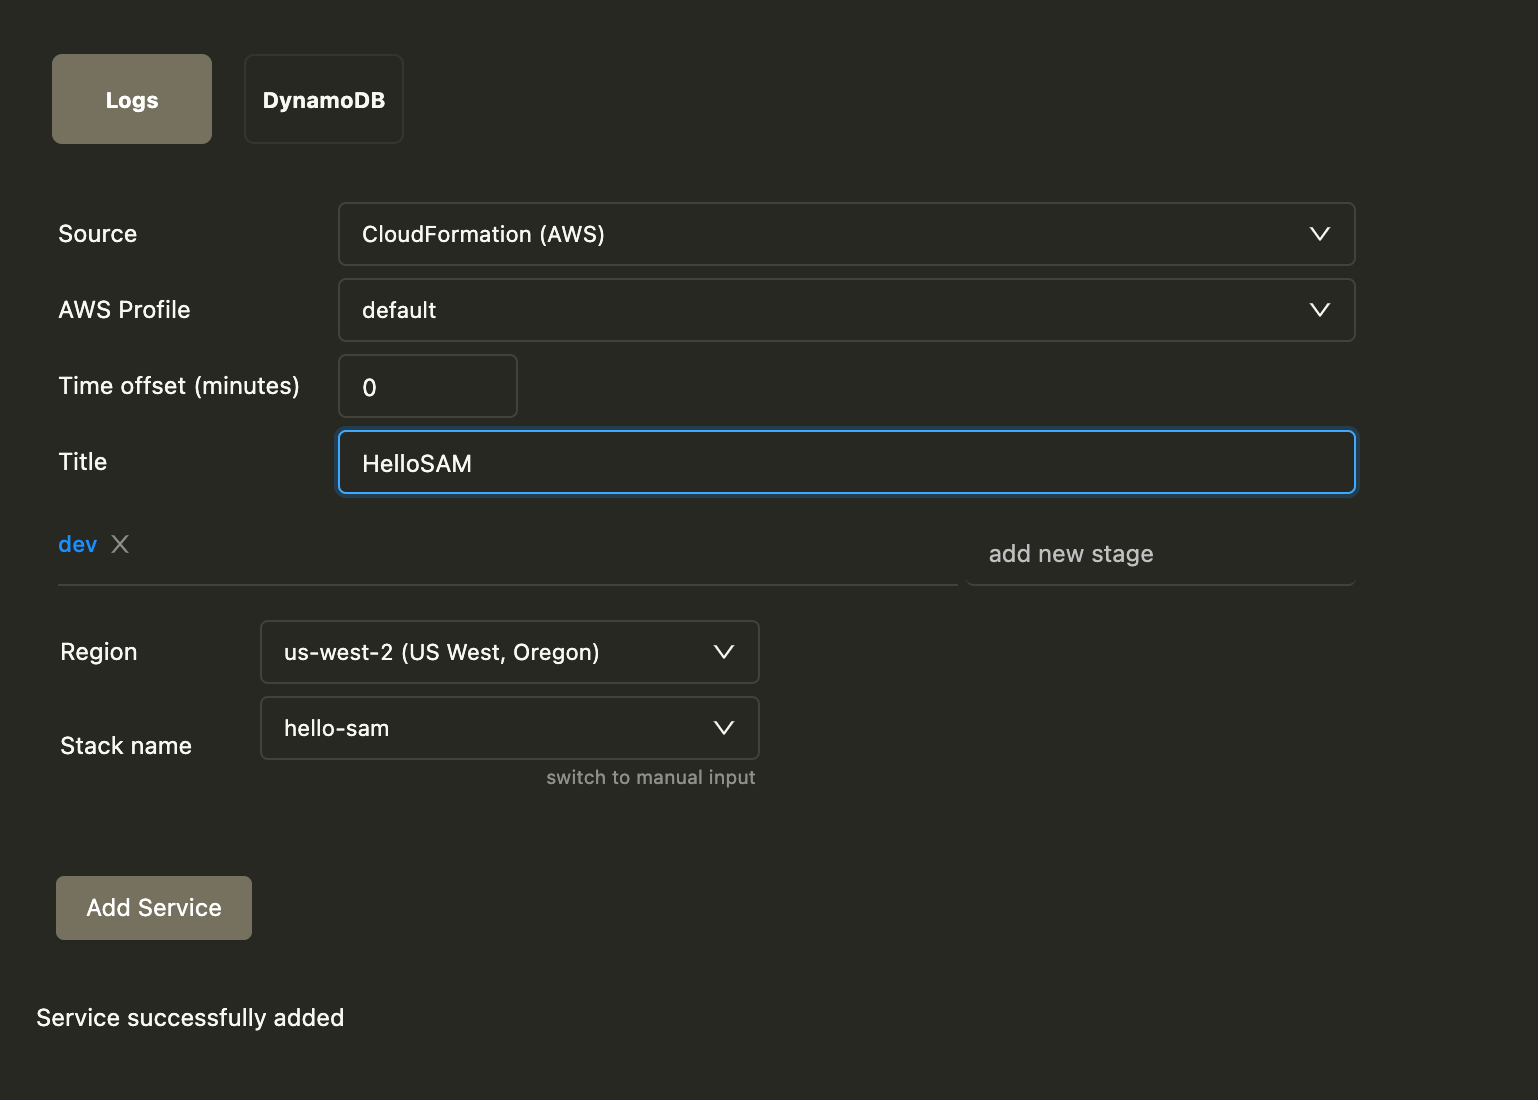 Logs DynamoDB
Source CloudFormation (AWS)
AWS Profile default
Time offset (minutes) 0
Title HelloSAM
dev X add new stage
Region us-west-2 (US West, Oregon)
Stack name hello-sam
switch to manual input
Add Service
Service successfully added